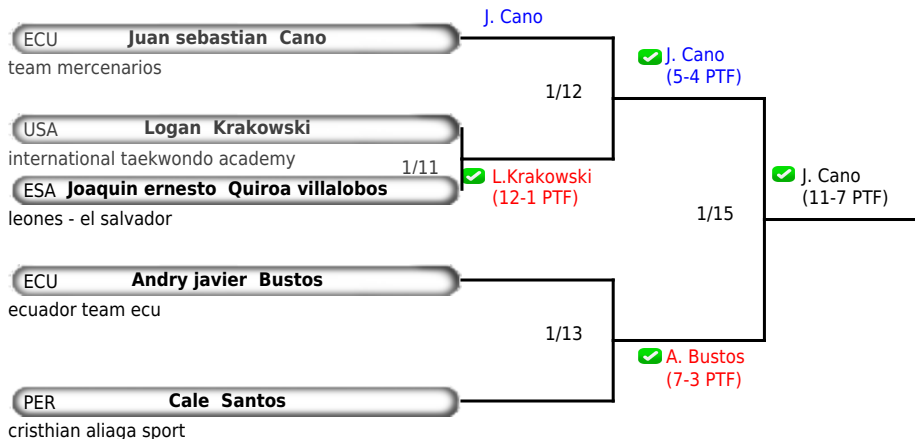 J. Cano
ECU Juan sebastian Cano
team mercenarios
J. Cano
(5-4 PTF)
1/12
USA Logan Krakowski
international taekwondo academy
1/11
L.Krakowski
(12-1 PTF)
ESA Joaquin ernesto Quiroa villalobos
leones - el salvador
J. Cano
(11-7 PTF)
1/15
ECU Andry javier Bustos
ecuador team ecu
1/13
A. Bustos
(7-3 PTF)
PER Cale Santos
cristhian aliaga sport